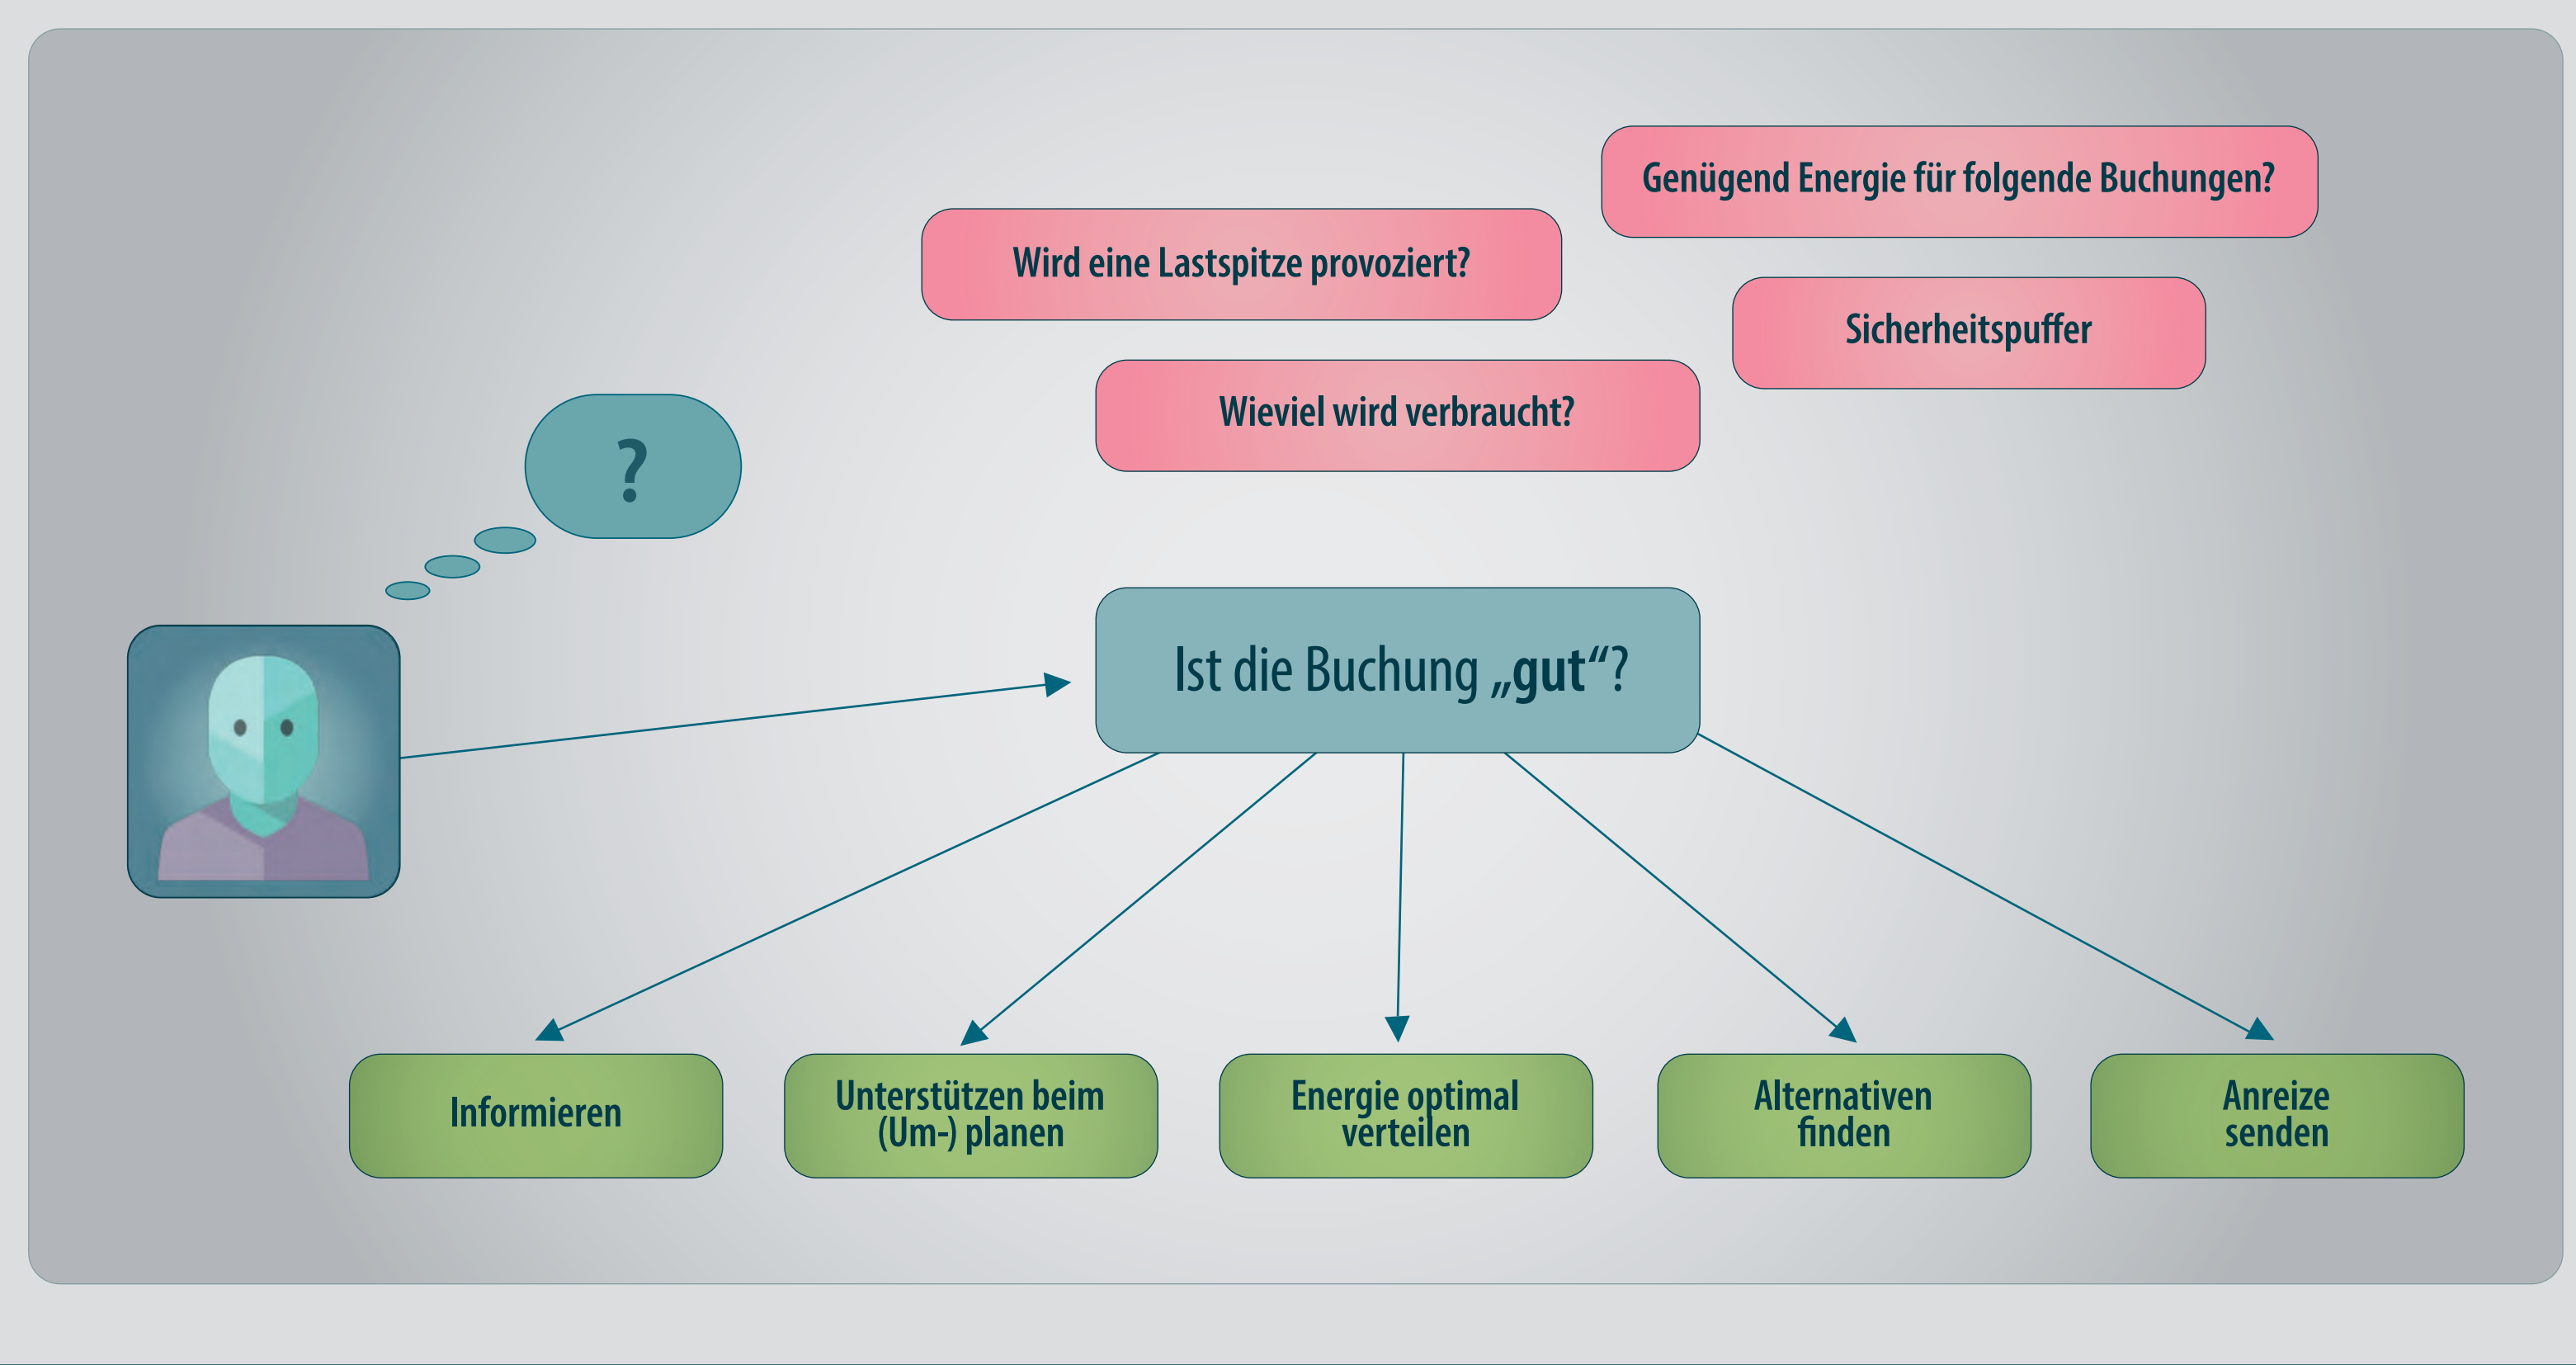 Genügend Energie für folgende Buchungen?
Wird eine Lastspitze provoziert?
Sicherheitspuffer
Wieviel wird verbraucht?
?
Ist die Buchung „gut“?
Informieren
Unterstützen beim
(Um-) planen
Energie optimal
verteilen
Alternativen
finden
Anreize
senden